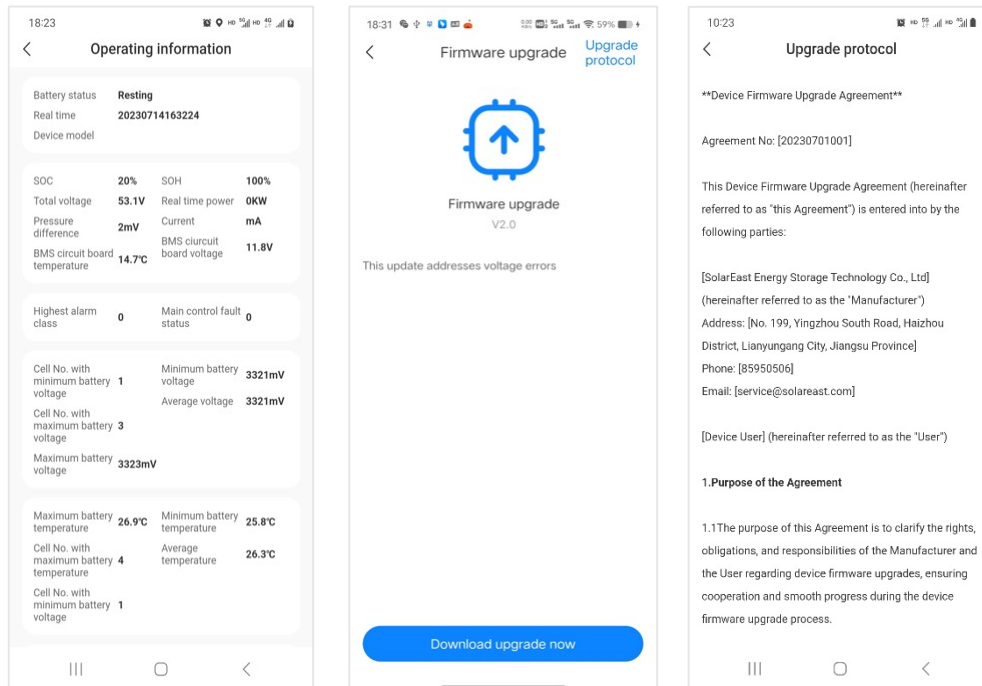 18:23
HD 5G HD 4G
Operating information
Battery status Resting
Real time 20230714163224
Device model
SOC 20% SOH 100%
Total voltage 53.1V Real time power 0KW
Pressure
difference 2mV Current mA
BMS circuit board
temperature 14.7℃ BMS ciurcuit
board voltage 11.8V
Highest alarm
class 0 Main control fault
status 0
Cell No. with
minimum battery 1
voltage
Minimum battery
voltage 3321mV
Average voltage 3321mV
Cell No. with
maximum battery 3
voltage
Maximum battery
voltage 3323mV
Maximum battery
temperature 26.9℃ Minimum battery
temperature 25.8℃
Cell No. with
maximum battery 4
temperature
Average
temperature 26.3℃
Cell No. with
minimum battery 1
voltage
18:31
5G 5G 59%
Firmware upgrade
Upgrade
protocol
Firmware upgrade
V2.0
This update addresses voltage errors
Download upgrade now
10:23
HD HD
Upgrade protocol
**Device Firmware Upgrade Agreement**
Agreement No: [20230701001]
This Device Firmware Upgrade Agreement (hereinafter
referred to as "this Agreement") is entered into by the
following parties:
[SolarEast Energy Storage Technology Co., Ltd]
(hereinafter referred to as the "Manufacturer")
Address: [No. 199, Yingzhou South Road, Haizhou
District, Lianyungang City, Jiangsu Province]
Phone: [85950506]
Email: [service@solareast.com]
[Device User] (hereinafter referred to as the "User")
1.Purpose of the Agreement
1.1The purpose of this Agreement is to clarify the rights,
obligations, and responsibilities of the Manufacturer and
the User regarding device firmware upgrades, ensuring
cooperation and smooth progress during the device
firmware upgrade process.